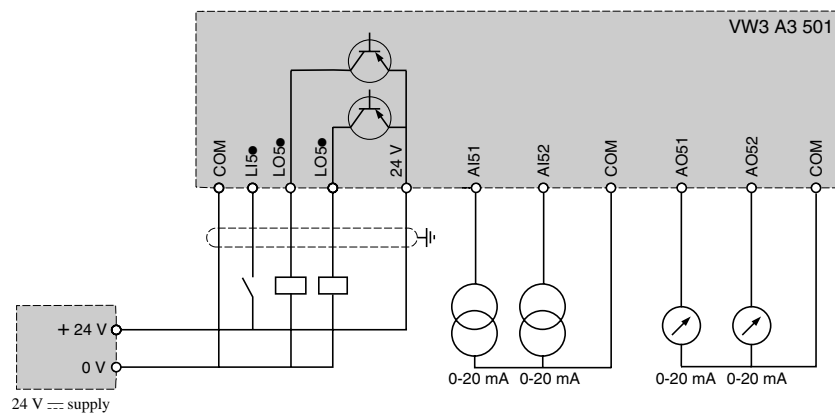 VW3 A3 501
COM
LI5●
LO5●
LO5●
24 V
AI51
AI52
COM
AO51
AO52
COM
+ 24 V
0 V
0-20 mA 0-20 mA
0-20 mA 0-20 mA
24 V ⎓ supply